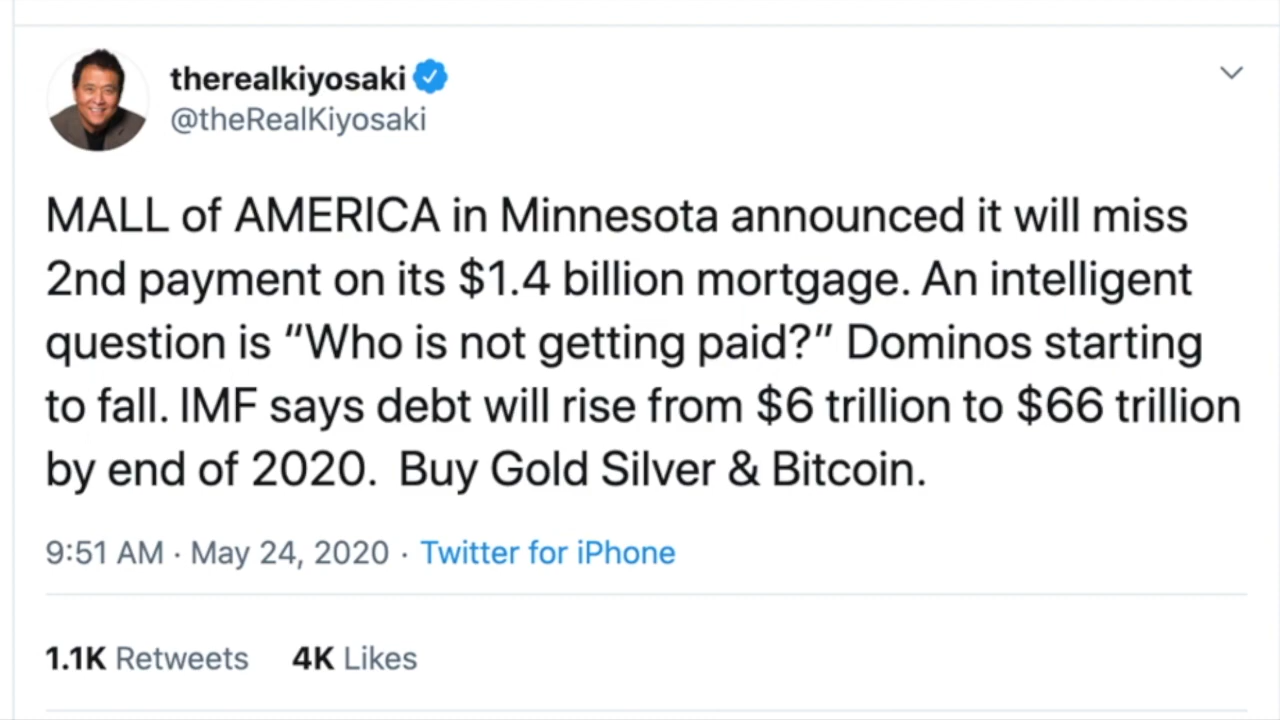 therealkiyosaki
@theRealKiyosaki
MALL of AMERICA in Minnesota announced it will miss
2nd payment on its $1.4 billion mortgage. An intelligent
question is “Who is not getting paid?” Dominos starting
to fall. IMF says debt will rise from $6 trillion to $66 trillion
by end of 2020.  Buy Gold Silver & Bitcoin.
9:51 AM · May 24, 2020 · Twitter for iPhone
1.1K Retweets 4K Likes